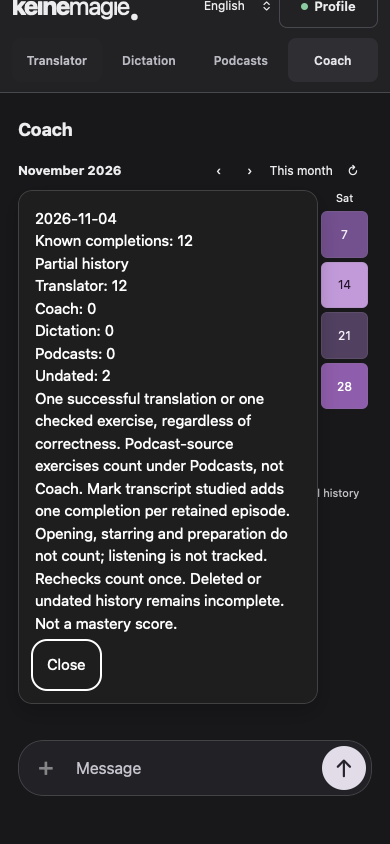 keinemagie.
English
Profile
Translator
Dictation
Podcasts
Coach
Coach
November 2026
‹
›
This month
Sat
7
14
21
28
2026-11-04
Known completions: 12
Partial history
Translator: 12
Coach: 0
Dictation: 0
Podcasts: 0
Undated: 2
One successful translation or one
checked exercise, regardless of
correctness. Podcast-source
exercises count under Podcasts, not
Coach. Mark transcript studied adds
one completion per retained episode.
Opening, starring and preparation do
not count; listening is not tracked.
Rechecks count once. Deleted or
undated history remains incomplete.
Not a mastery score.
history
Close
Message